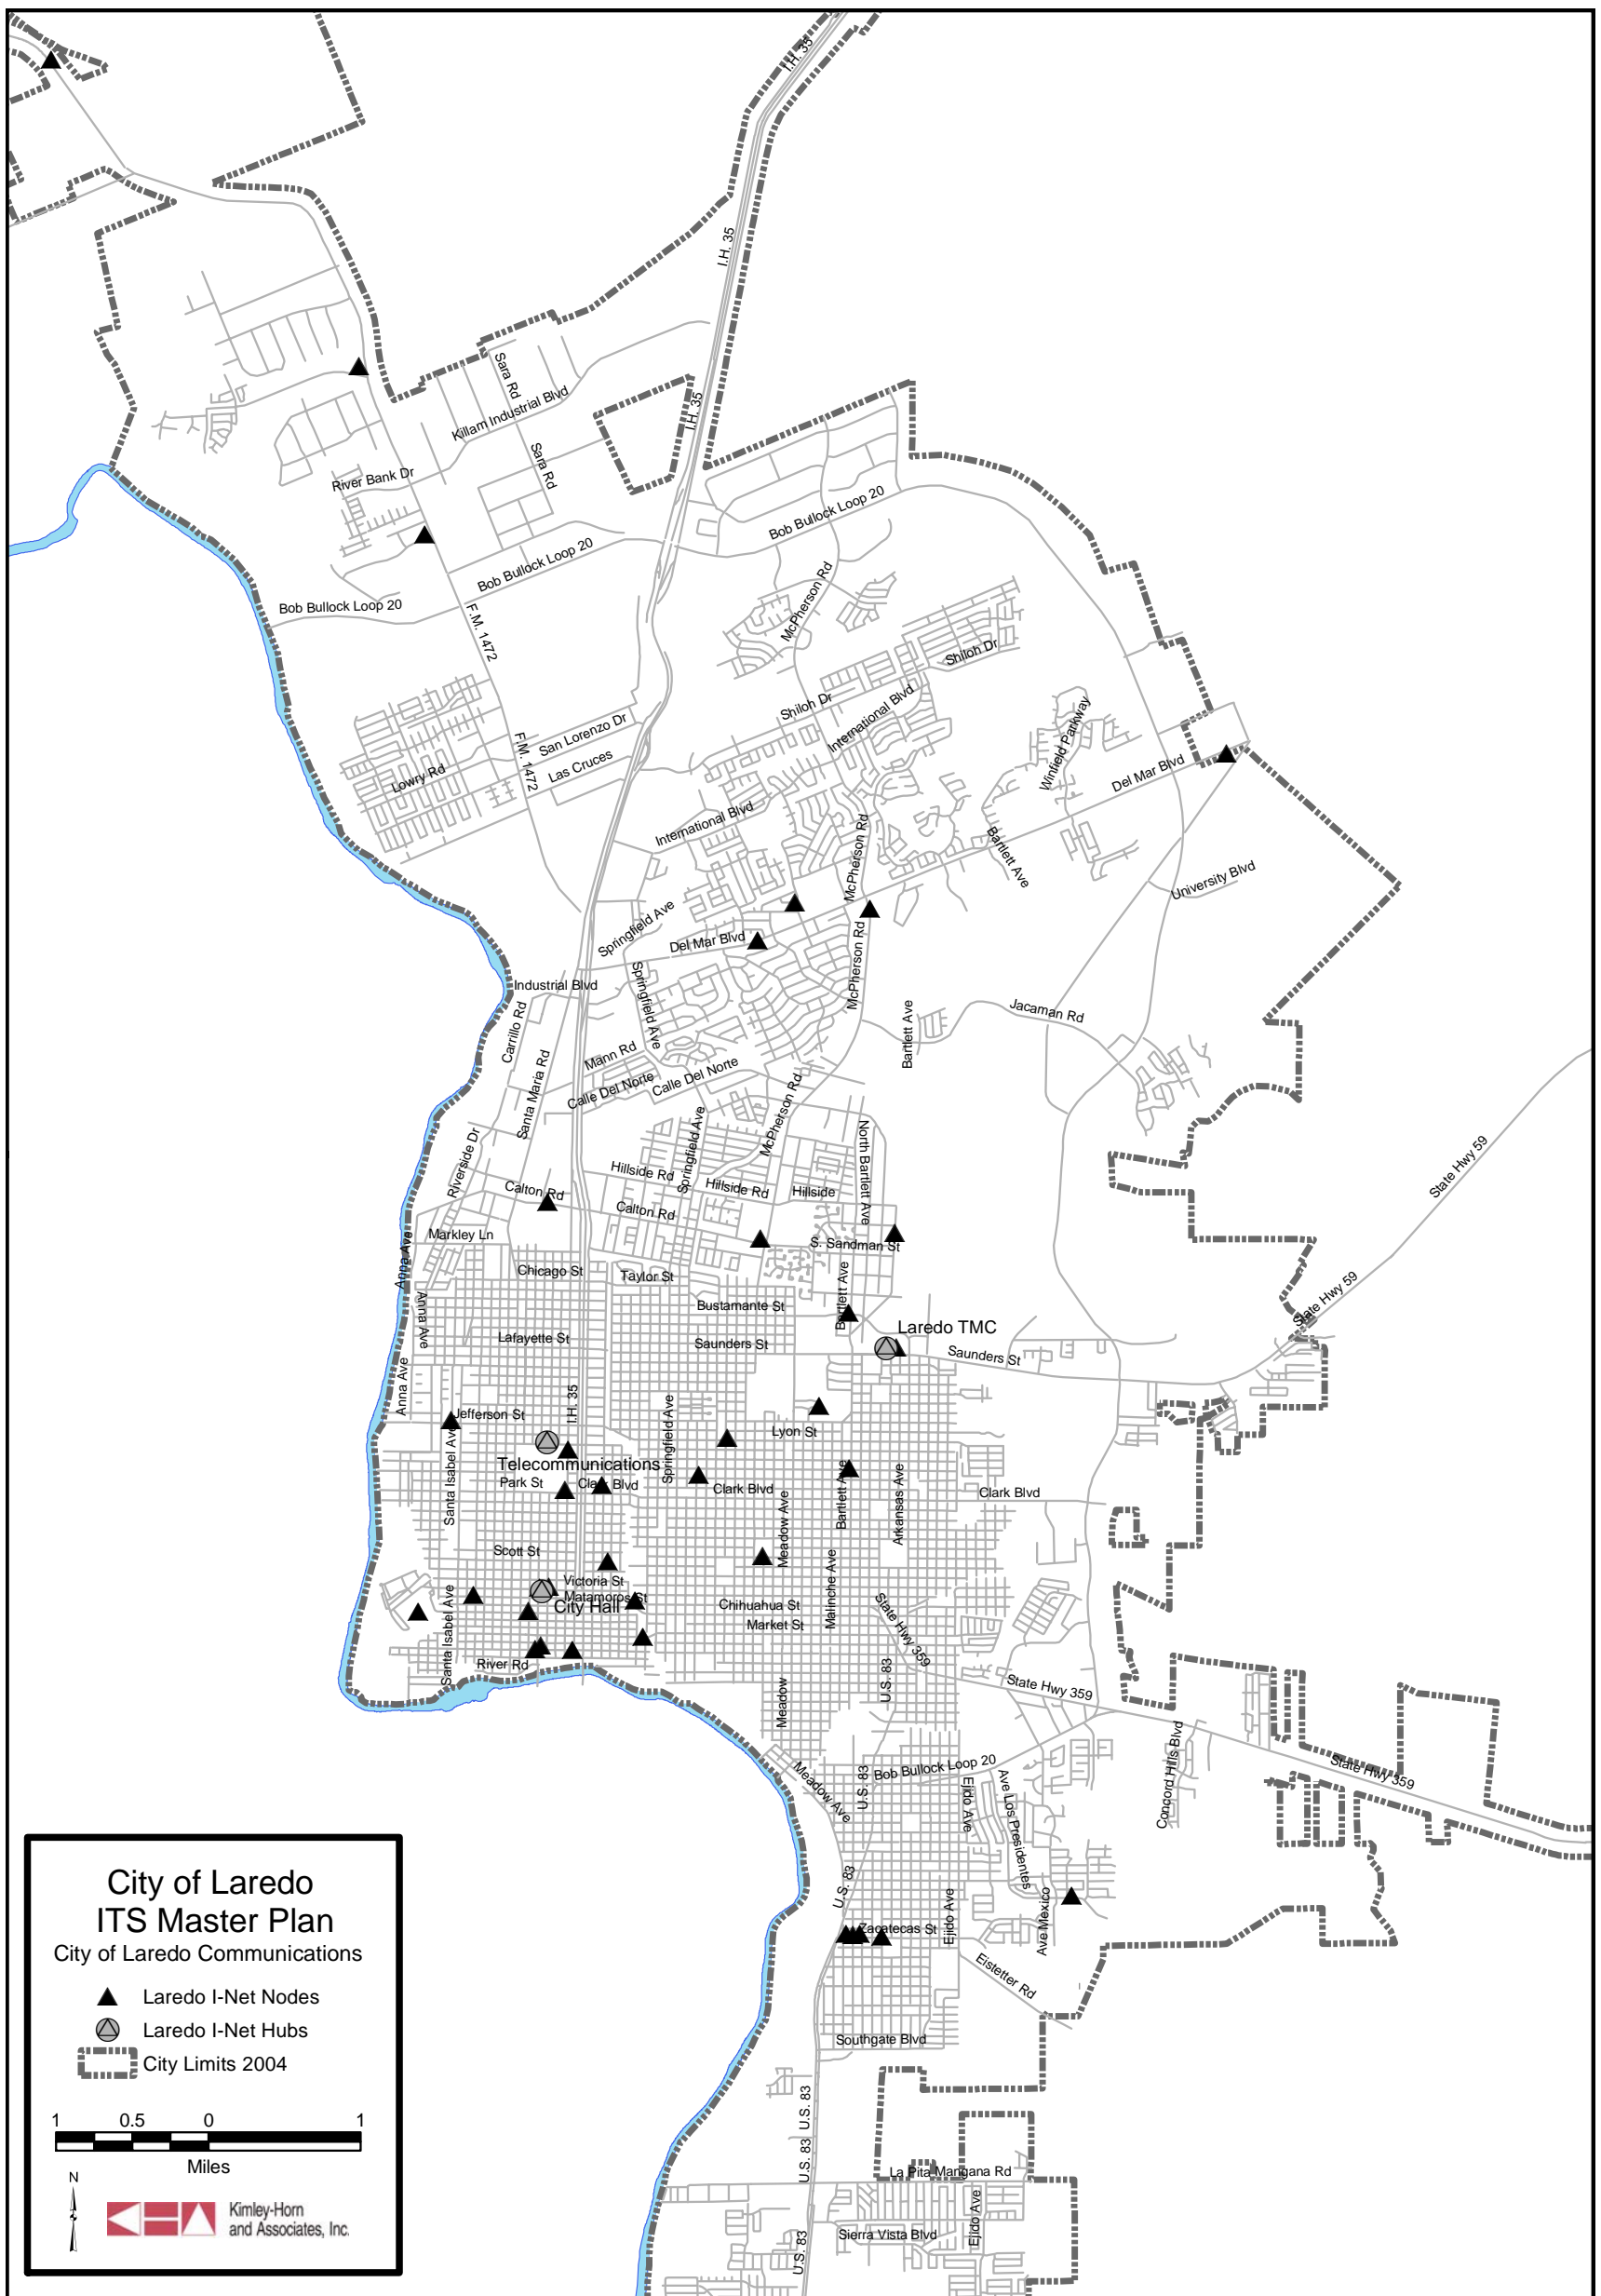 I.H. 35
I.H. 35
Sara Rd
Killam Industrial Blvd
I.H. 35
Sara Rd
River Bank Dr
Bob Bullock Loop 20
Bob Bullock Loop 20
Bob Bullock Loop 20
McPherson Rd
F.M. 1472
Shiloh Dr
Shiloh Dr
International Blvd
Winfield Parkway
San Lorenzo Dr
F.M. 1472
Las Cruces
Lowry Rd
Del Mar Blvd
International Blvd
McPherson Rd
Bartlett Ave
University Blvd
Springfield Ave
Del Mar Blvd
McPherson Rd
Springfield Ave
Industrial Blvd
Carrillo Rd
Jacaman Rd
Bartlett Ave
Mann Rd
Santa Maria Rd
Calle Del Norte
Calle Del Norte
McPherson Rd
Springfield Ave
North Bartlett Ave
Riverside Dr
State Hwy 59
Hillside Rd
Hillside Rd
Hillside
Calton Rd
Calton Rd
Markley Ln
S. Sandman St
Anna Ave
Chicago St
Taylor St
Bartlett Ave
State Hwy 59
Bustamante St
Anna Ave
Laredo TMC
Lafayette St
Saunders St
Saunders St
Anna Ave
I.H. 35
Jefferson St
Springfield Ave
Lyon St
Santa Isabel Ave
Telecommunications
Park St
Clark Blvd
Clark Blvd
Clark Blvd
Bartlett Ave
Arkansas Ave
Meadow Ave
Scott St
Malinche Ave
Victoria St
Matamoros St
City Hall
Chihuahua St
Market St
Santa Isabel Ave
State Hwy 359
River Rd
U.S. 83
State Hwy 359
Meadow
Concord Hills Blvd
Bob Bullock Loop 20
State Hwy 359
Meadow Ave
U.S. 83
Ejido Ave
Ave Los Presidentes
U.S. 83
Ejido Ave
Ave Mexico
Zacatecas St
Eistetter Rd
Southgate Blvd
U.S. 83
U.S. 83
La Pita Mangana Rd
Ejido Ave
Sierra Vista Blvd
U.S. 83
City of Laredo
ITS Master Plan
City of Laredo Communications
Laredo I-Net Nodes
Laredo I-Net Hubs
City Limits 2004
1 0.5 0 1
Miles
N
Kimley-Horn
and Associates, Inc.